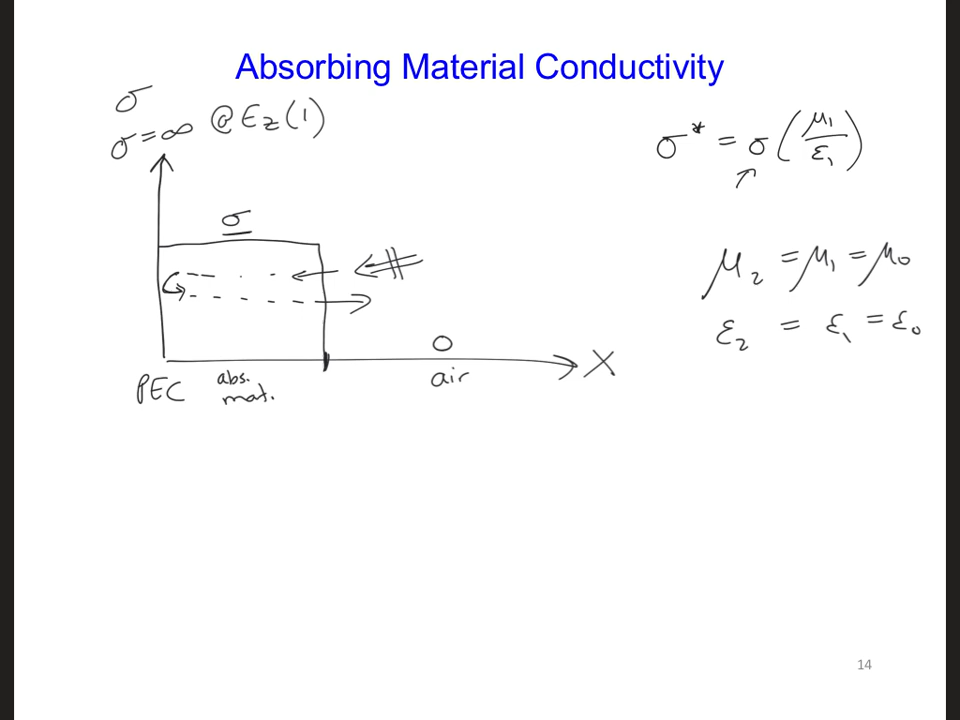 Absorbing Material Conductivity
σ
σ = ∞ @ Ez(1)
σ* = σ (μ1/ε1)
σ
μ2 = μ1 = μ0
ε2 = ε1 = ε0
0
X
PEC
abs.
mat.
air
14